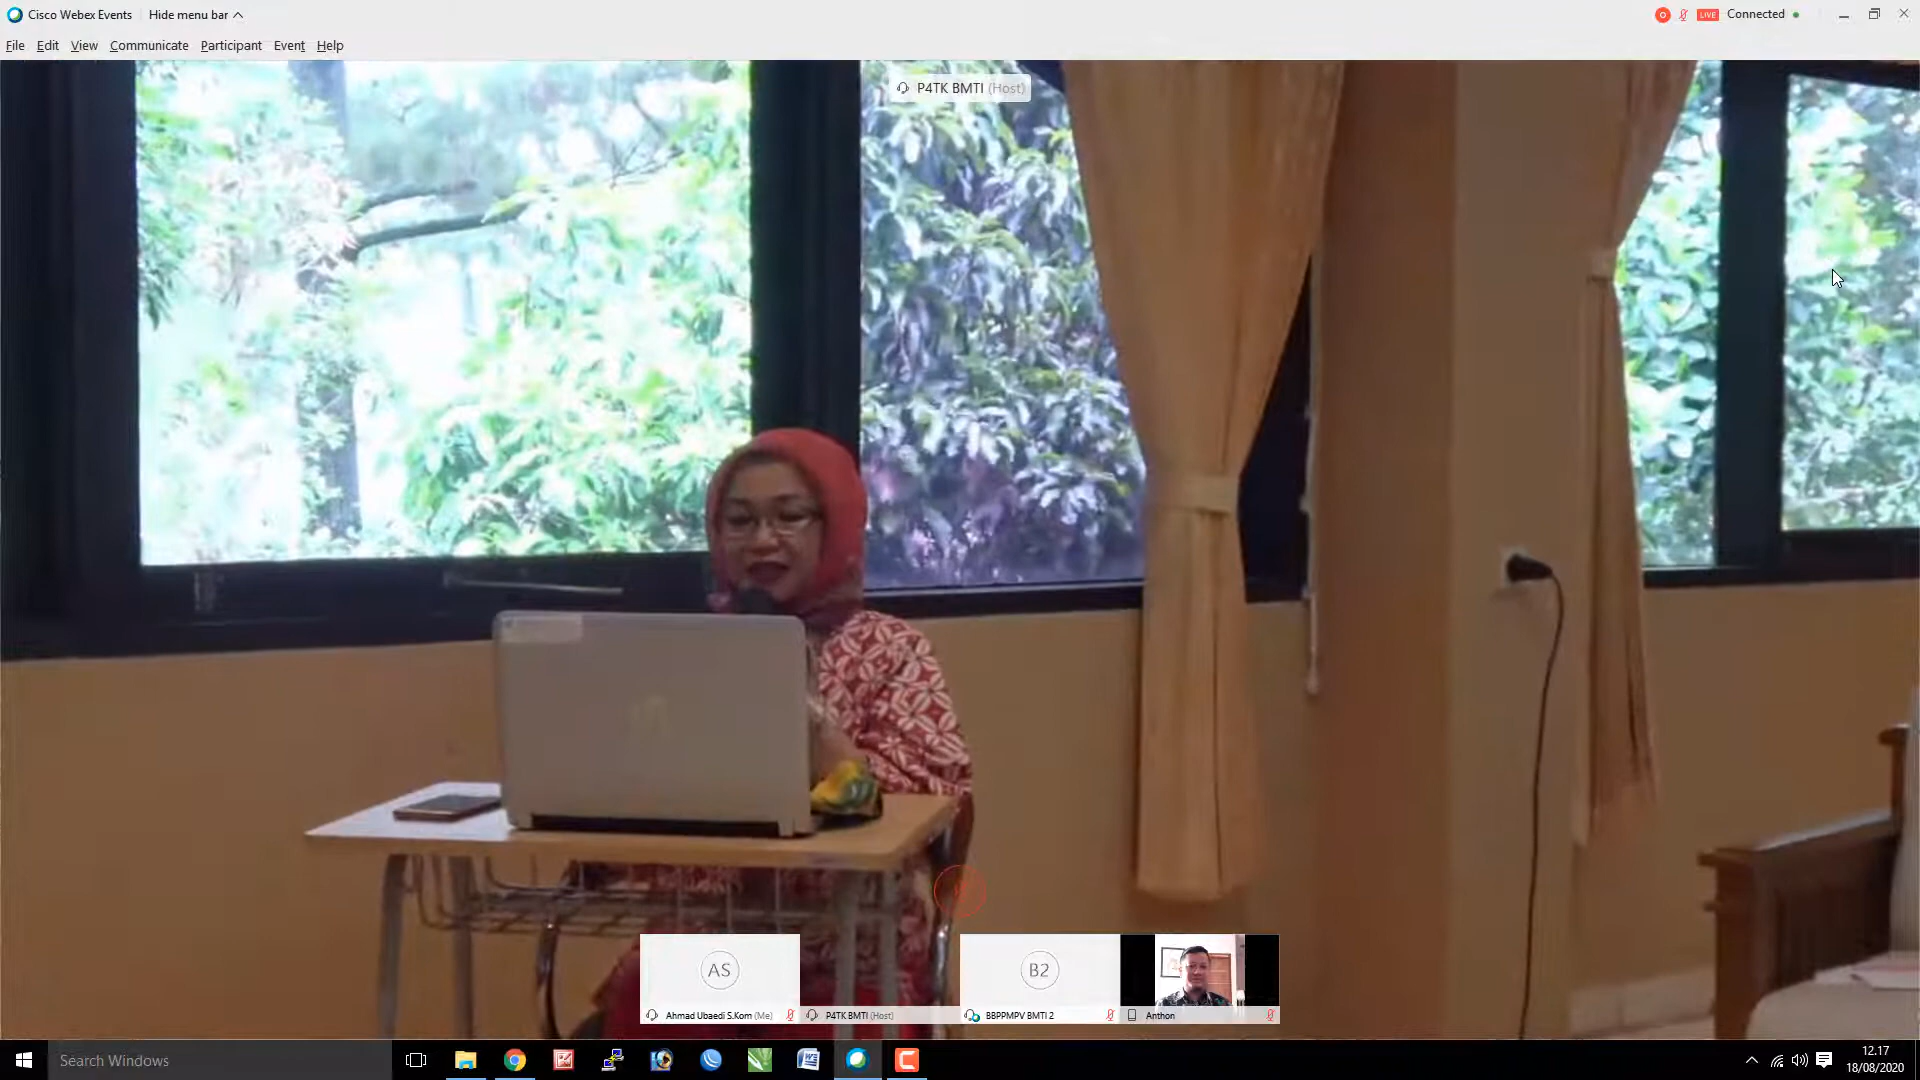 Cisco Webex Events
Hide menu bar
LIVE
Connected
File Edit View Communicate Participant Event Help
P4TK BMTI (Host)
AS
B2
Ahmad Ubaedi S.Kom (Me)
P4TK BMTI (Host)
BBPPMPV BMTI 2
Anthon
Search Windows
12.17
18/08/2020